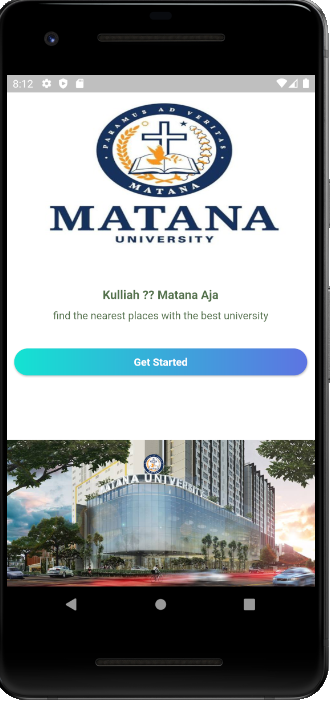 8:12
PARAMUS AD VERITAS
MATANA
MATANA
UNIVERSITY
Kulliah ?? Matana Aja
find the nearest places with the best university
Get Started
MATANA UNIVERSITY